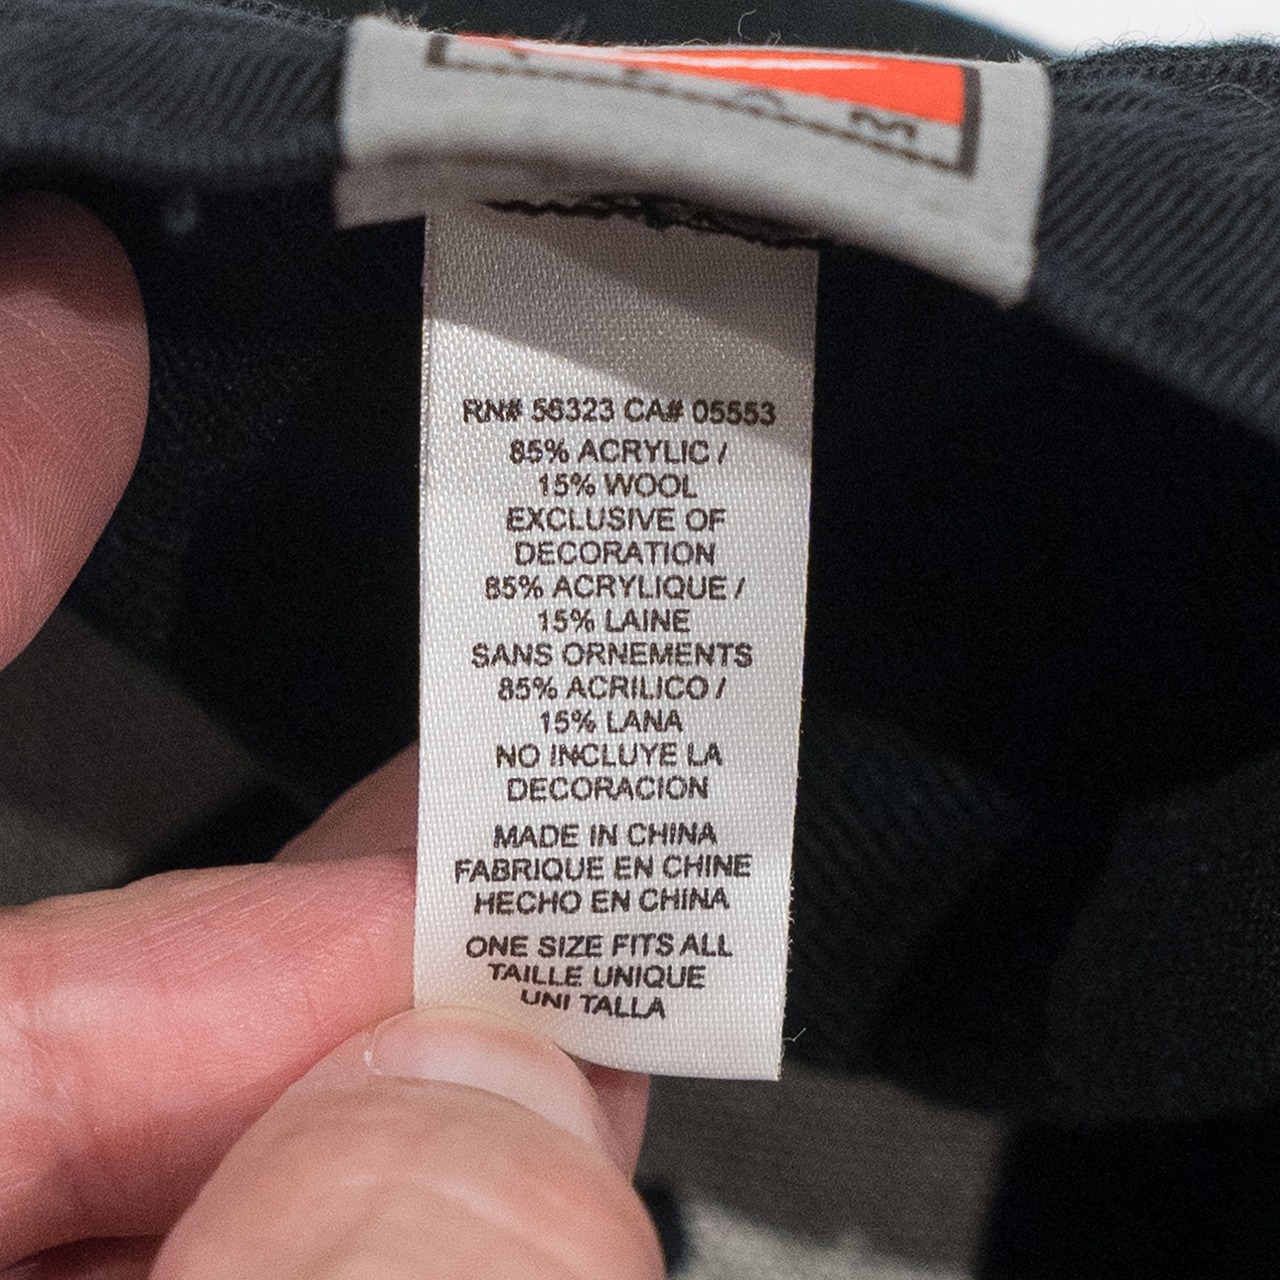 TEAM
RN# 56323 CA# 05553
85% ACRYLIC /
15% WOOL
EXCLUSIVE OF
DECORATION
85% ACRYLIQUE /
15% LAINE
SANS ORNEMENTS
85% ACRILICO /
15% LANA
NO INCLUYE LA
DECORACION
MADE IN CHINA
FABRIQUE EN CHINE
HECHO EN CHINA
ONE SIZE FITS ALL
TAILLE UNIQUE
UNI TALLA